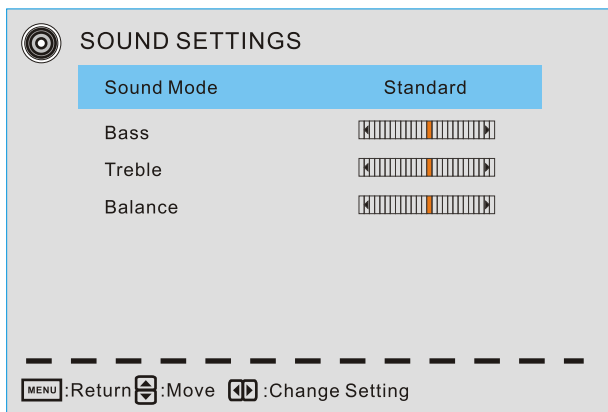 SOUND SETTINGS
Sound Mode Standard
Bass
Treble
Balance
MENU :Return :Move :Change Setting